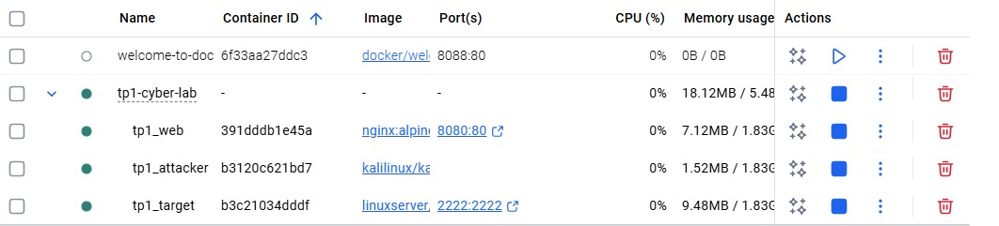 Name Container ID Image Port(s) CPU (%) Memory usage Actions
welcome-to-doc 6f33aa27ddc3 docker/wel 8088:80 0% 0B / 0B
tp1-cyber-lab - - - 0% 18.12MB / 5.48
tp1_web 391dddb1e45a nginx:alpin 8080:80 0% 7.12MB / 1.83G
tp1_attacker b3120c621bd7 kalilinux/ka 0% 1.52MB / 1.83G
tp1_target b3c21034dddf linuxserver/ 2222:2222 0% 9.48MB / 1.83G